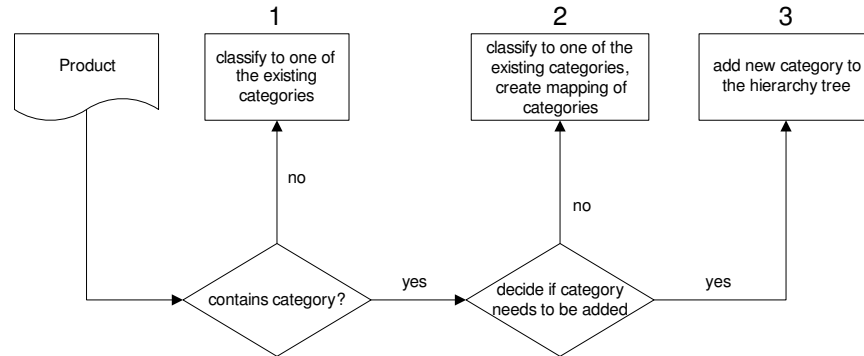 1
2
3
Product
classify to one of
the existing
categories
classify to one of the
existing categories,
create mapping of
categories
add new category to
the hierarchy tree
no
no
contains category?
yes
decide if category
needs to be added
yes